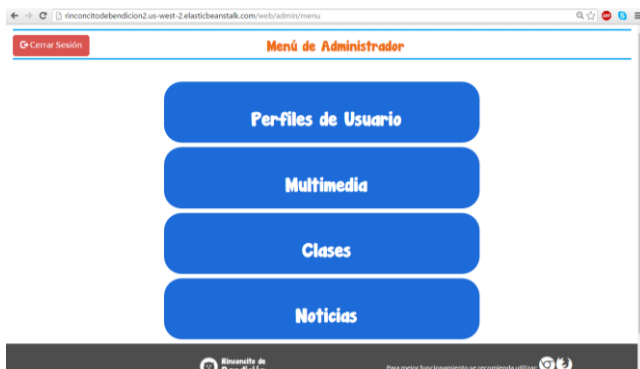 rinconcitodebendicion2.us-west-2.elasticbeanstalk.com/web/admin/menu
Cerrar Sesión
Menú de Administrador
Perfiles de Usuario
Multimedia
Clases
Noticias
Rinconcito de
Bendición
Para mejor funcionamiento se recomienda utilizar: